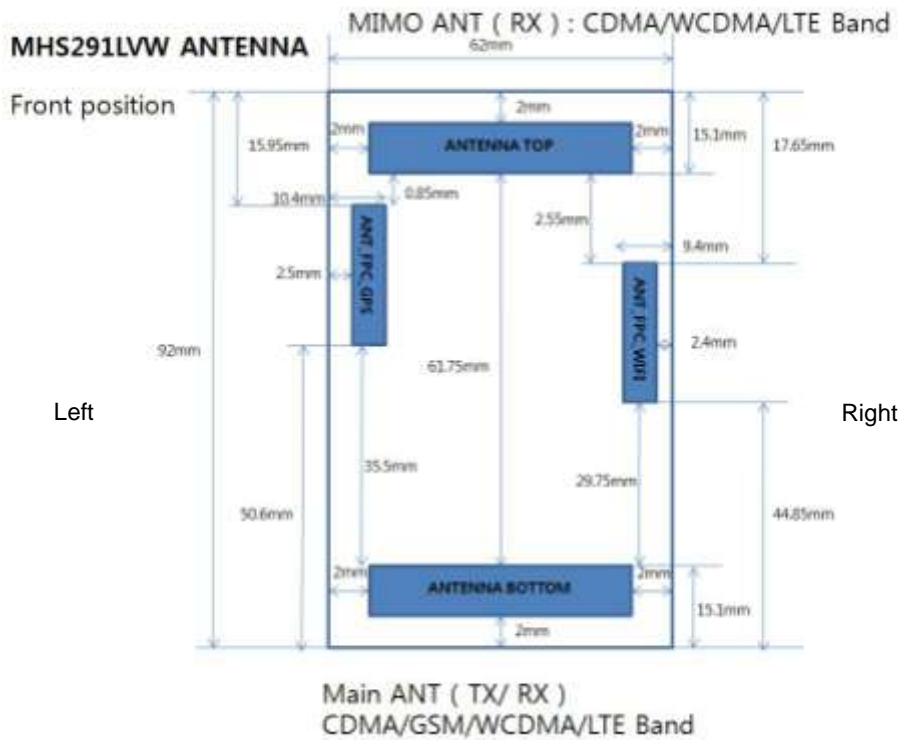 MIMO ANT ( RX ) : CDMA/WCDMA/LTE Band
MHS291LVW ANTENNA
62mm
Front position
2mm
2mm
ANTENNA TOP
2mm
15.1mm
15.95mm
17.65mm
10.4mm
0.85mm
2.55mm
9.4mm
ANT_FPC_GPS
2.5mm
ANT_FPC_WIFI
2.4mm
92mm
61.75mm
Left
Right
35.5mm
29.75mm
50.6mm
44.85mm
2mm
ANTENNA BOTTOM
2mm
15.1mm
2mm
Main ANT ( TX/ RX )
CDMA/GSM/WCDMA/LTE Band